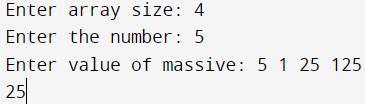 Enter array size: 4
Enter the number: 5
Enter value of massive: 5 1 25 125
25